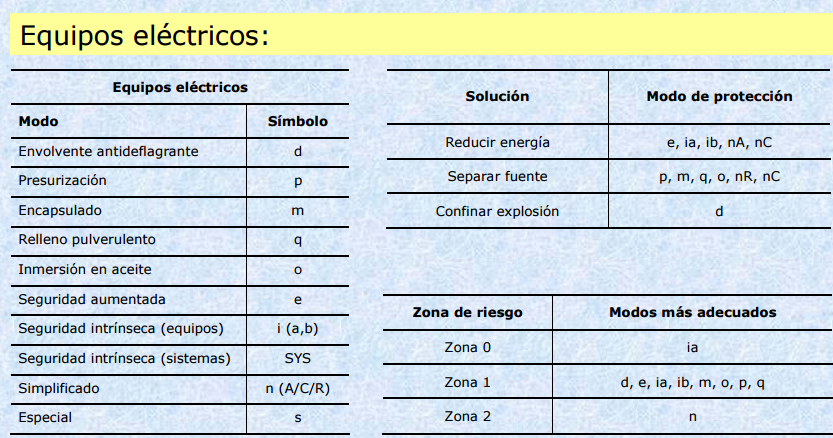 Equipos eléctricos:
Equipos eléctricos
Modo Símbolo
Envolvente antideflagrante d
Presurización p
Encapsulado m
Relleno pulverulento q
Inmersión en aceite o
Seguridad aumentada e
Seguridad intrínseca (equipos) i (a,b)
Seguridad intrínseca (sistemas) SYS
Simplificado n (A/C/R)
Especial s
Solución Modo de protección
Reducir energía e, ia, ib, nA, nC
Separar fuente p, m, q, o, nR, nC
Confinar explosión d
Zona de riesgo Modos más adecuados
Zona 0 ia
Zona 1 d, e, ia, ib, m, o, p, q
Zona 2 n